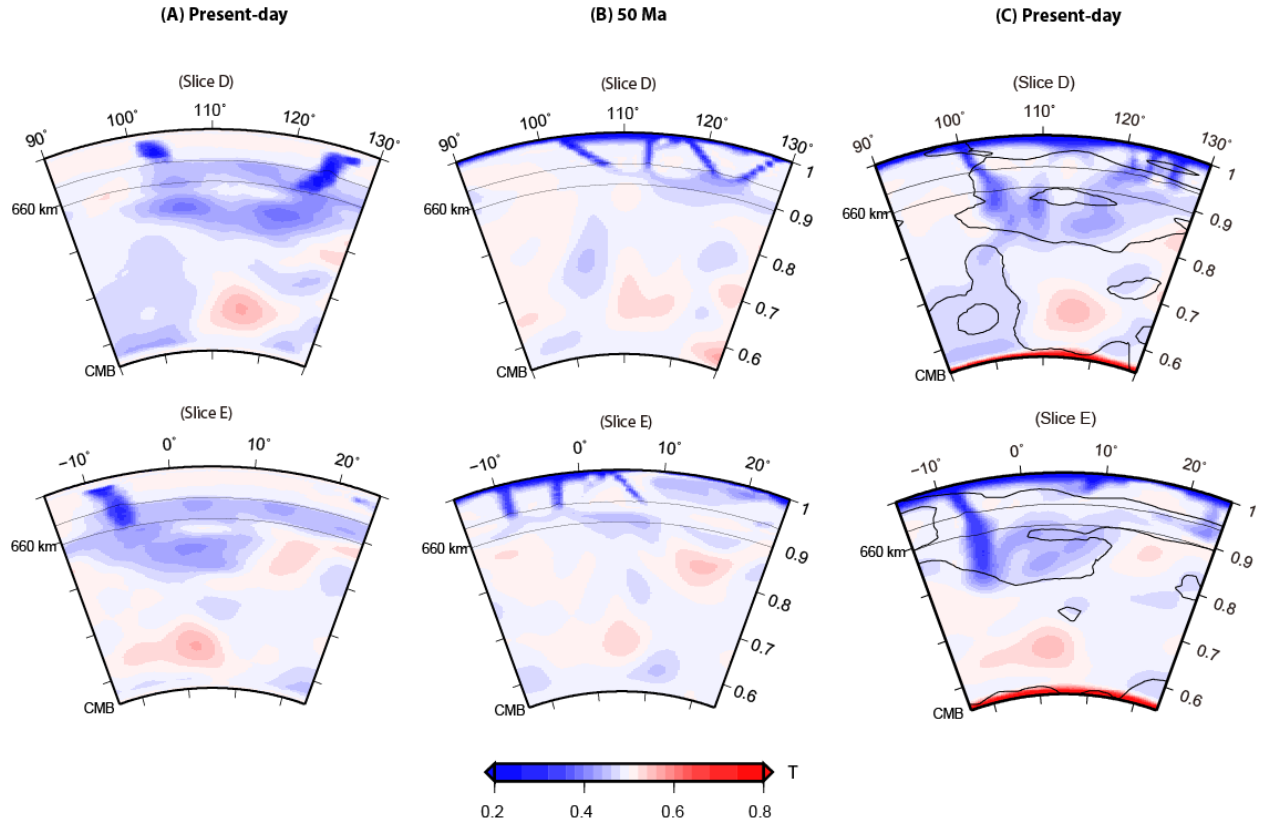 (A) Present-day
(B) 50 Ma
(C) Present-day
(Slice D)
90˚ 100˚ 110˚ 120˚ 130˚
660 km
CMB
(Slice D)
90˚ 100˚ 110˚ 120˚ 130˚
1
0.9
0.8
0.7
0.6
660 km
CMB
(Slice D)
90˚ 100˚ 110˚ 120˚ 130˚
1
0.9
0.8
0.7
0.6
660 km
CMB
(Slice E)
−10˚ 0˚ 10˚ 20˚
660 km
CMB
(Slice E)
−10˚ 0˚ 10˚ 20˚
1
0.9
0.8
0.7
0.6
660 km
CMB
(Slice E)
−10˚ 0˚ 10˚ 20˚
1
0.9
0.8
0.7
0.6
660 km
CMB
T
0.2 0.4 0.6 0.8